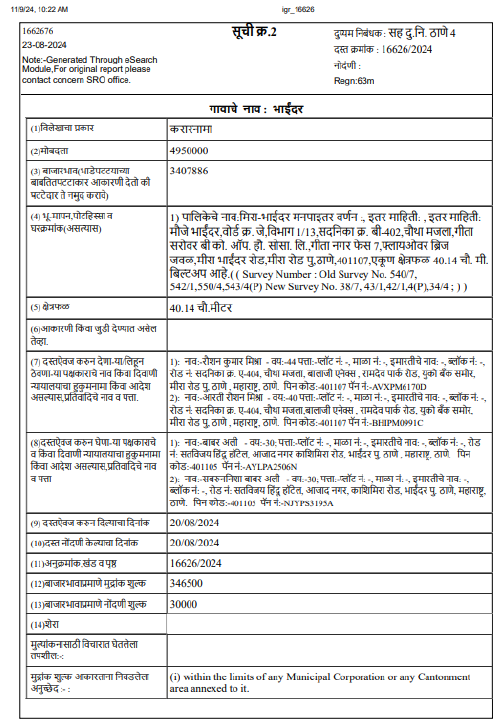 11/9/24, 10:22 AM
igr_16626
1662676
23-08-2024
Note:-Generated Through eSearch
Module,For original report please
contact concern SRO office.
सूची क्र.2
दुय्यम निबंधक : सह दु.नि. ठाणे 4
दस्त क्रमांक : 16626/2024
नोदंणी :
Regn:63m
गावाचे नाव : भाईंदर
(1)विलेखाचा प्रकार
करारनामा
(2)मोबदला
4950000
(3) बाजारभाव(भाडेपटटयाच्या
बाबतितपटटाकार आकारणी देतो की
पटटेदार ते नमुद करावे)
3407886
(4) भू-मापन,पोटहिस्सा व
घरक्रमांक(असल्यास)
1) पालिकेचे नाव:मिरा-भाईंदर मनपाइतर वर्णन :, इतर माहिती: , इतर माहिती:
मौजे भाईंदर,वोर्ड क्र. जे,विभाग 1/13,सदनिका क्र. बी-402,चौथा मजला,गीता
सरोवर बी को. ऑप. हौ. सोसा. लि.,गीता नगर फेस 7,फ्लायओवर ब्रिज
जवळ,मीरा भाईंदर रोड,मीरा रोड पु,ठाणे,401107,एकूण क्षेत्रफळ 40.14 चौ. मी.
बिल्टअप आहे.( ( Survey Number : Old Survey No. 540/7,
542/1,550/4,543/4(P) New Survey No. 38/7, 43/1,42/1,4(P),34/4 ; ) )
(5) क्षेत्रफळ
40.14 चौ.मीटर
(6)आकारणी किंवा जुडी देण्यात असेल
तेव्हा.
(7) दस्तऐवज करुन देणा-या/लिहून
ठेवणा-या पक्षकाराचे नाव किंवा दिवाणी
न्यायालयाचा हुकुमनामा किंवा आदेश
असल्यास,प्रतिवादिचे नाव व पत्ता.
1): नाव:-रौशन कुमार मिश्रा - वय:-44 पत्ता:-प्लॉट नं: -, माळा नं: -, इमारतीचे नाव: -, ब्लॉक नं: -,
रोड नं: सदनिका क्र. ए-404, चौथा मजला, बालाजी एनेक्स , रामदेव पार्क रोड, युको बँक समोर,
मीरा रोड पु, ठाणे , महाराष्ट्र, ठाणे. पिन कोड:-401107 पॅन नं:-AVXPM6170D
2): नाव:-आरती रौशन मिश्रा - वय:-40 पत्ता:-प्लॉट नं: -, माळा नं: -, इमारतीचे नाव: -, ब्लॉक नं: -,
रोड नं: सदनिका क्र. ए-404, चौथा मजला,बालाजी एनेक्स , रामदेव पार्क रोड, युको बँक समोर,
मीरा रोड पु, ठाणे , महाराष्ट्र, ठाणे. पिन कोड:-401107 पॅन नं:-BHIPM0991C
(8)दस्तऐवज करुन घेणा-या पक्षकाराचे
व किंवा दिवाणी न्यायालयाचा हुकुमनामा
किंवा आदेश असल्यास,प्रतिवादिचे नाव
व पत्ता
1): नाव:-बाबर अली - वय:-30; पत्ता:-प्लॉट नं: -, माळा नं: -, इमारतीचे नाव: -, ब्लॉक नं: -, रोड
नं: सतविजय हिंदू हॉटेल, आजाद नगर काशिमिरा रोड, भाईंदर पु, ठाणे , महाराष्ट्र, ठाणे. पिन
कोड:-401105 पॅन नं:-AYLPA2506N
2): नाव:-सबरुननिशा बाबर अली - वय:-30; पत्ता:-प्लॉट नं: -, माळा नं: -, इमारतीचे नाव: -,
ब्लॉक नं: -, रोड नं: सतविजय हिंदू हॉटेल, आजाद नगर, काशिमिरा रोड, भाईंदर पु, ठाणे, महाराष्ट्र,
ठाणे. पिन कोड:-401105 पॅन नं:-NJYPS3195A
(9) दस्तऐवज करुन दिल्याचा दिनांक
20/08/2024
(10)दस्त नोंदणी केल्याचा दिनांक
20/08/2024
(11)अनुक्रमांक,खंड व पृष्ठ
16626/2024
(12)बाजारभावाप्रमाणे मुद्रांक शुल्क
346500
(13)बाजारभावाप्रमाणे नोंदणी शुल्क
30000
(14)शेरा
मुल्यांकनासाठी विचारात घेतलेला
तपशील:-:
मुद्रांक शुल्क आकारताना निवडलेला
अनुच्छेद :- :
(i) within the limits of any Municipal Corporation or any Cantonment
area annexed to it.